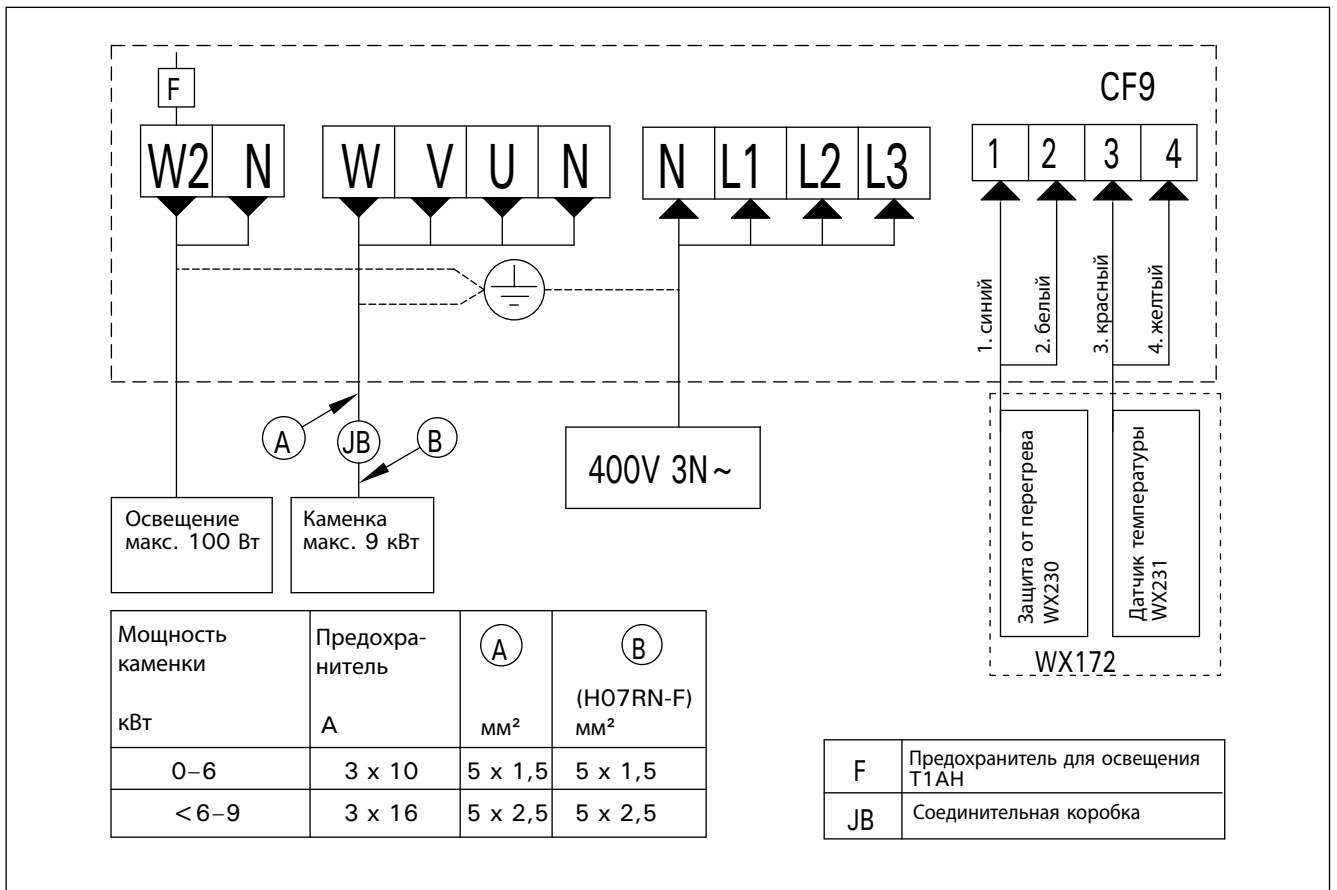 F
CF9
W2 N
W V U N
N L1 L2 L3
1 2 3 4
1. синий
2. белый
3. красный
4. желтый
A
JB
B
400V 3N~
Освещение
макс. 100 Вт
Каменка
макс. 9 кВт
Защита от перегрева
WX230
Датчик температуры
WX231
WX172
Мощность
каменки
кВт
Предохра-
нитель
А
A
мм²
B
(H07RN-F)
мм²
0–6 3 x 10 5 x 1,5 5 x 1,5
<6–9 3 x 16 5 x 2,5 5 x 2,5
F Предохранитель для освещения
T1AH
JB Соединительная коробка